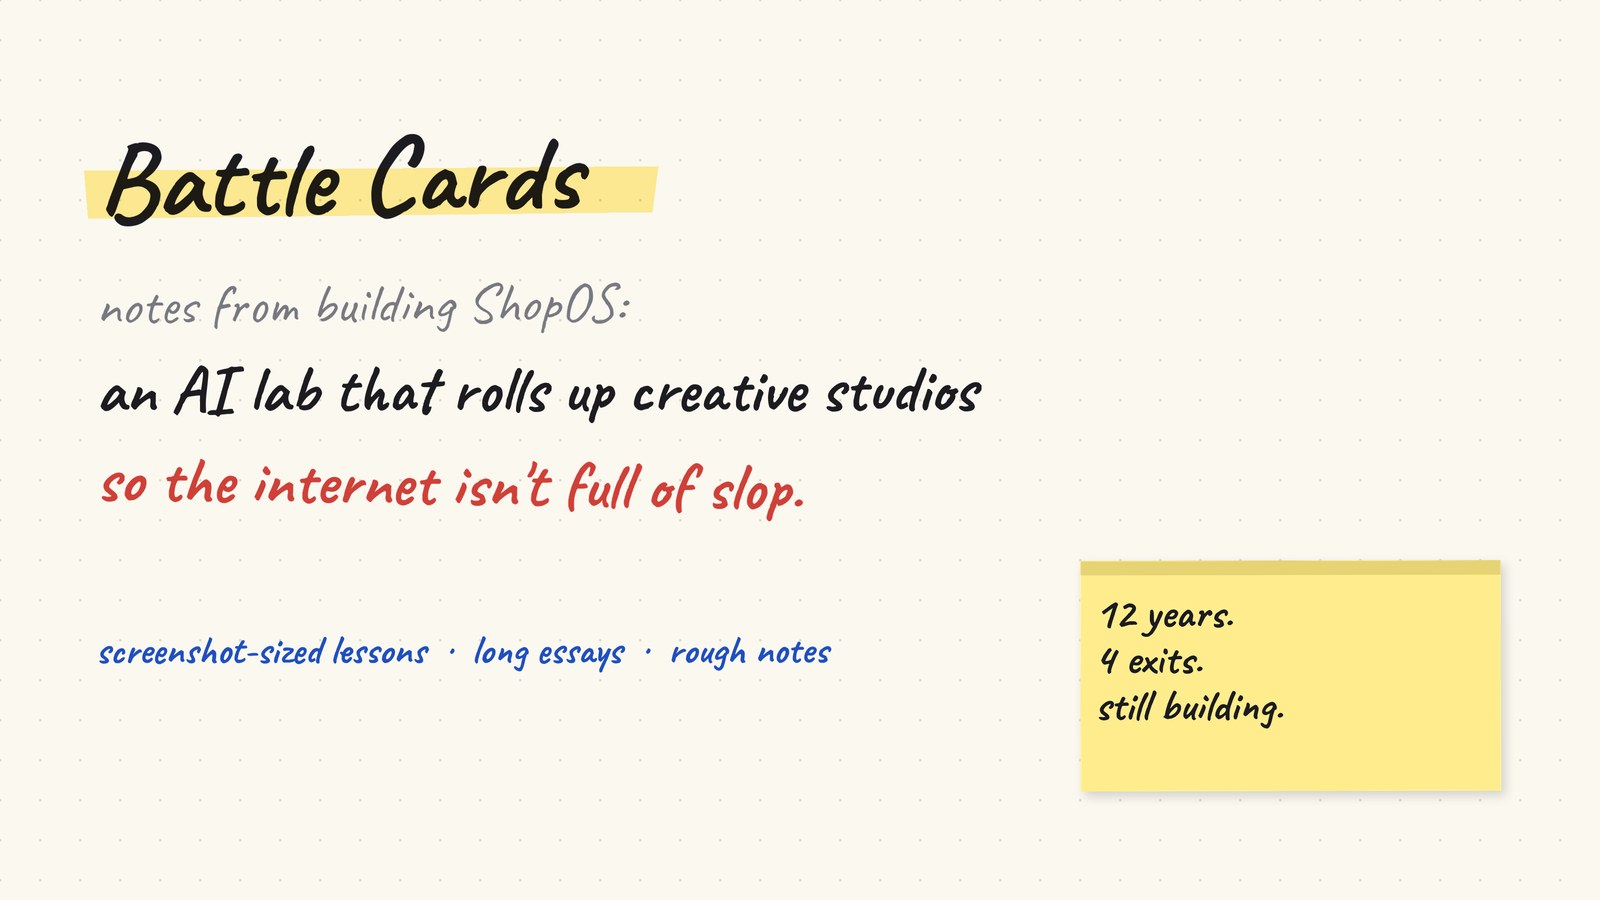 Battle Cards
notes from building ShopOS:
an AI lab that rolls up creative studios
so the internet isn't full of slop.
screenshot-sized lessons · long essays · rough notes
12 years.
4 exits.
still building.